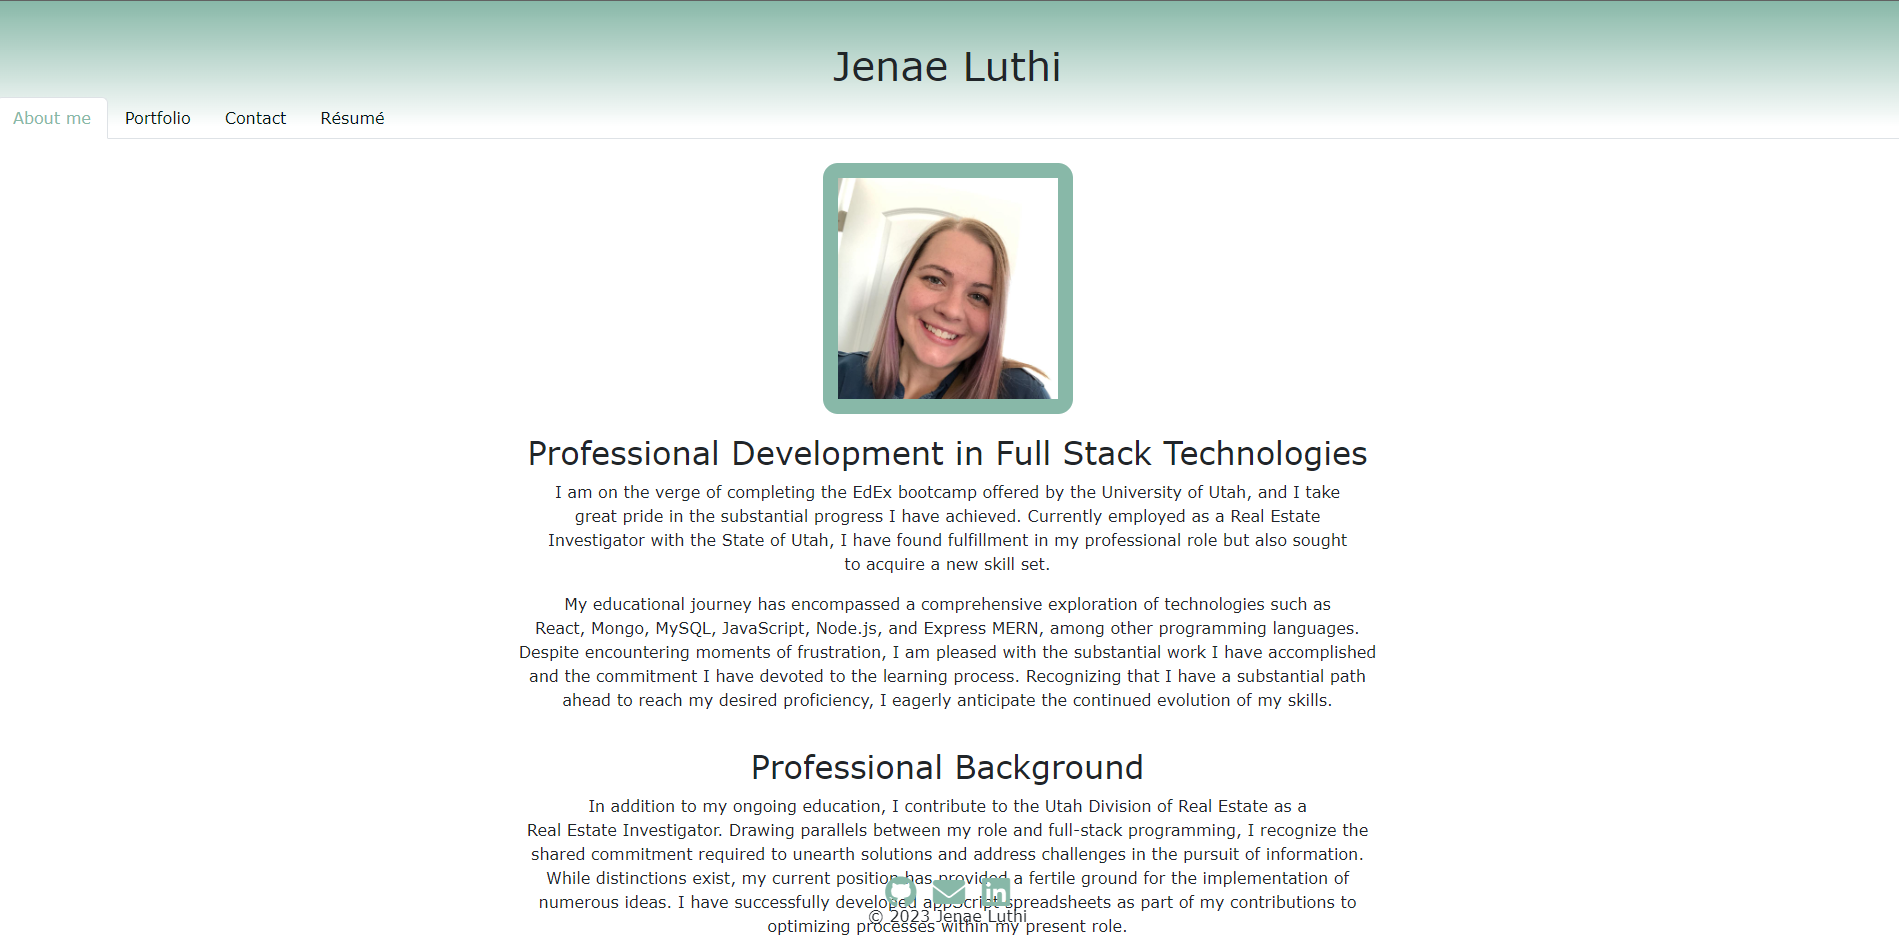 Jenae Luthi
About me Portfolio Contact Résumé
Professional Development in Full Stack Technologies
I am on the verge of completing the EdEx bootcamp offered by the University of Utah, and I take
great pride in the substantial progress I have achieved. Currently employed as a Real Estate
Investigator with the State of Utah, I have found fulfillment in my professional role but also sought
to acquire a new skill set.
My educational journey has encompassed a comprehensive exploration of technologies such as
React, Mongo, MySQL, JavaScript, Node.js, and Express MERN, among other programming languages.
Despite encountering moments of frustration, I am pleased with the substantial work I have accomplished
and the commitment I have devoted to the learning process. Recognizing that I have a substantial path
ahead to reach my desired proficiency, I eagerly anticipate the continued evolution of my skills.
Professional Background
In addition to my ongoing education, I contribute to the Utah Division of Real Estate as a
Real Estate Investigator. Drawing parallels between my role and full-stack programming, I recognize the
shared commitment required to unearth solutions and address challenges in the pursuit of information.
While distinctions exist, my current position has provided a fertile ground for the implementation of
numerous ideas. I have successfully developed appScript spreadsheets as part of my contributions to
optimizing processes within my present role.
in
© 2023 Jenae Luthi